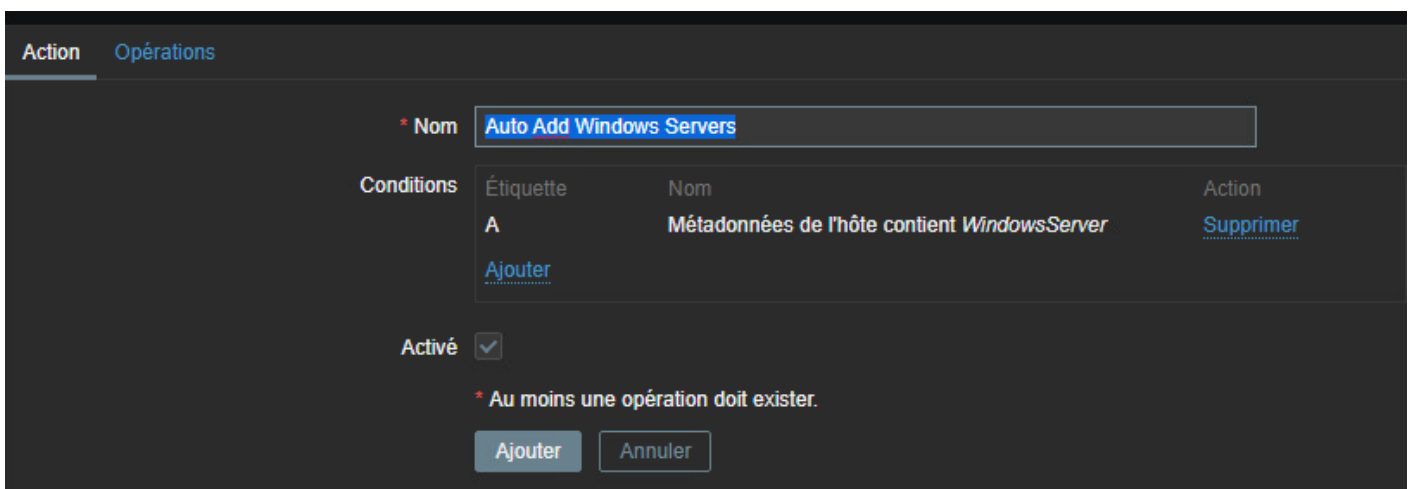 Action Opérations
* Nom Auto Add Windows Servers
Conditions Étiquette Nom Action
A Métadonnées de l'hôte contient WindowsServer Supprimer
Ajouter
Activé
* Au moins une opération doit exister.
Ajouter Annuler